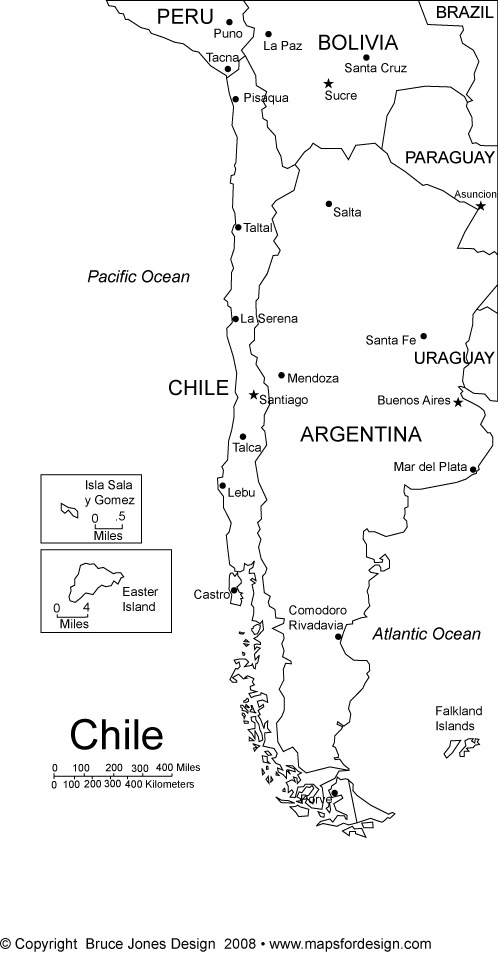 PERU
BRAZIL
Puno
La Paz
BOLIVIA
Tacna
Santa Cruz
Pisaqua
Sucre
PARAGUAY
Asuncion
Salta
Taltal
Pacific Ocean
La Serena
Santa Fe
URUGUAY
Mendoza
CHILE
Santiago
Buenos Aires
ARGENTINA
Talca
Mar del Plata
Isla Sala
y Gomez
0 .5
Miles
Lebu
Easter
Island
0 4
Miles
Castro
Comodoro
Rivadavia
Atlantic Ocean
Falkland
Islands
Chile
0 100 200 300 400 Miles
0 100 200 300 400 Kilometers
Porve
© Copyright Bruce Jones Design 2008 • www.mapsfordesign.com